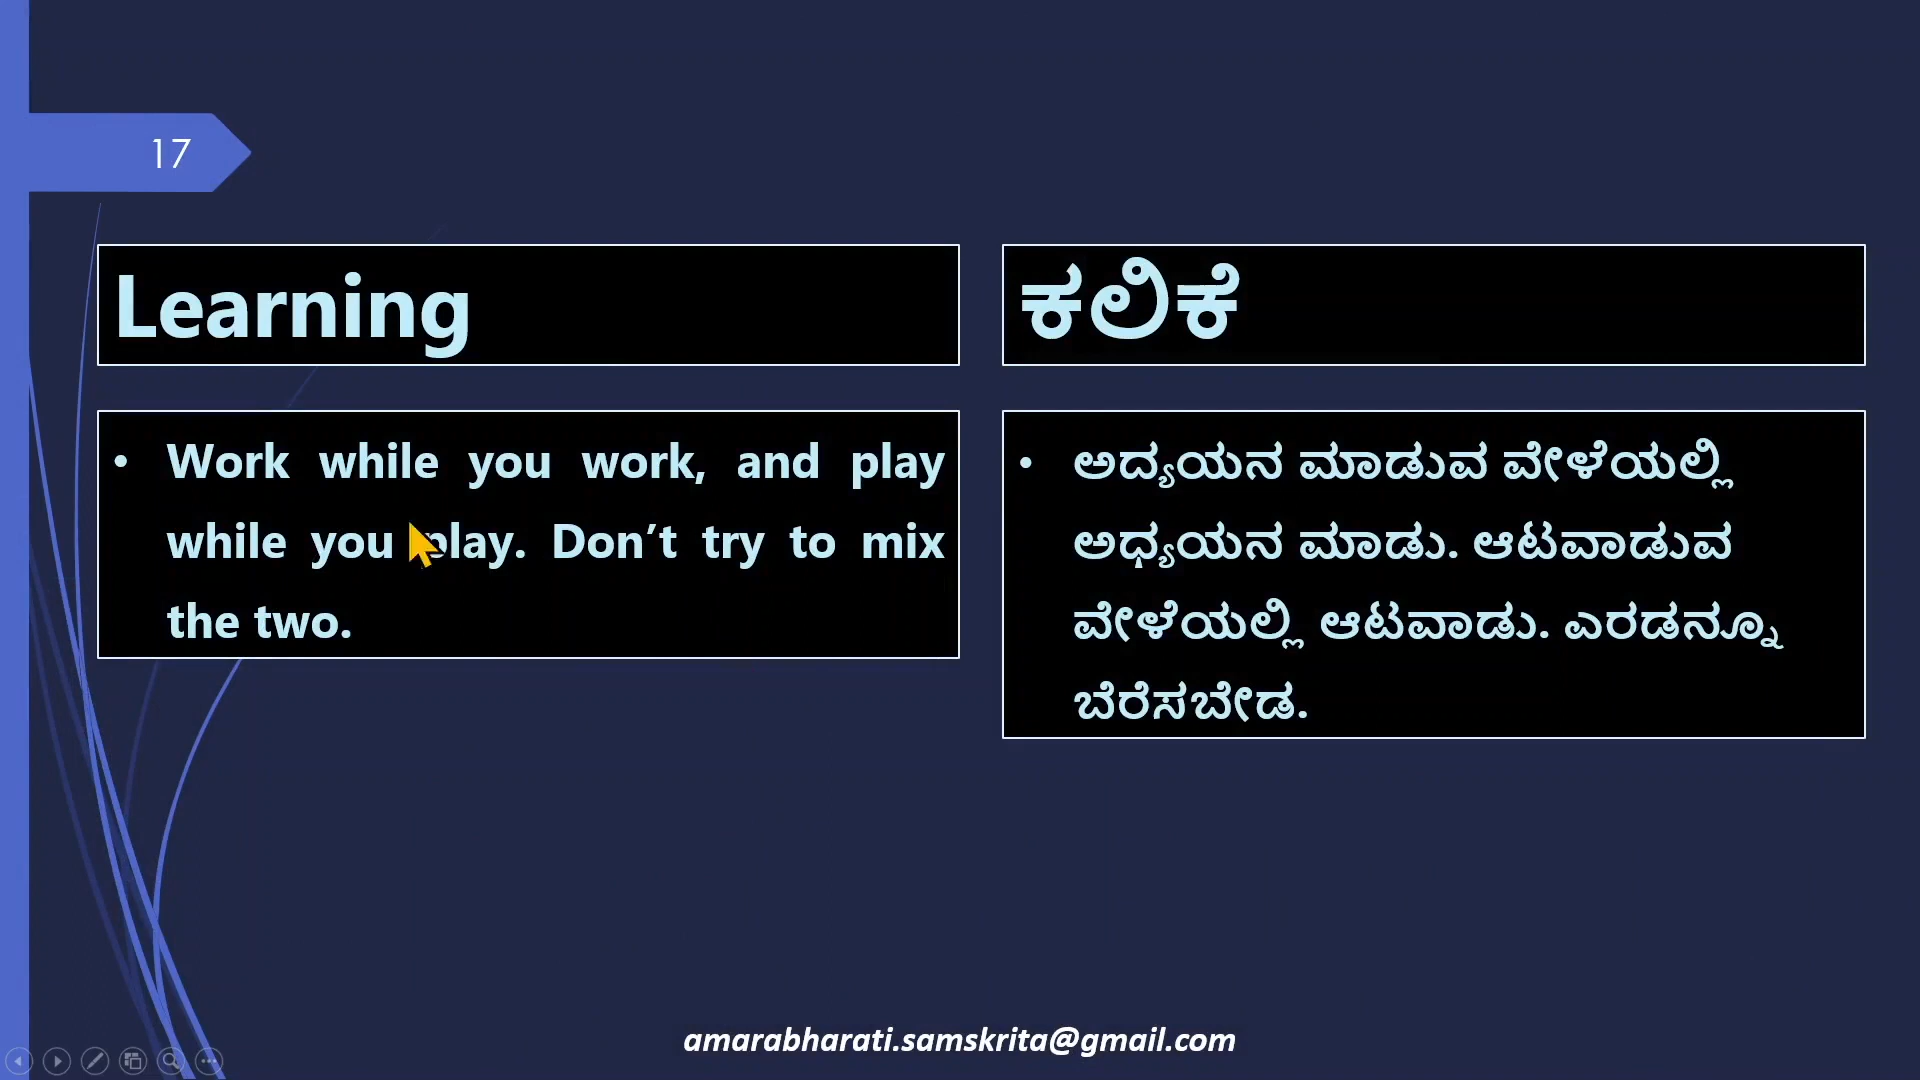 17
Learning
Work while you work, and play
while you play. Don’t try to mix
the two.
ಕಲಿಕೆ
ಅದ್ಯಯನ ಮಾಡುವ ವೇಳೆಯಲ್ಲಿ
ಅಧ್ಯಯನ ಮಾಡು. ಆಟವಾಡುವ
ವೇಳೆಯಲ್ಲಿ ಆಟವಾಡು. ಎರಡನ್ನೂ
ಬೆರೆಸಬೇಡ.
amarabharati.samskrita@gmail.com